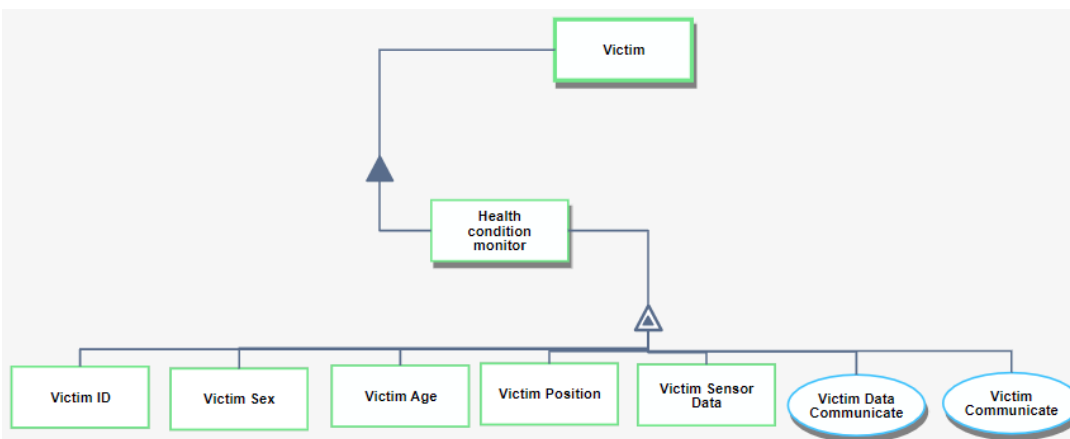 Victim
Health
condition
monitor
Victim ID
Victim Sex
Victim Age
Victim Position
Victim Sensor
Data
Victim Data
Communicate
Victim
Communicate